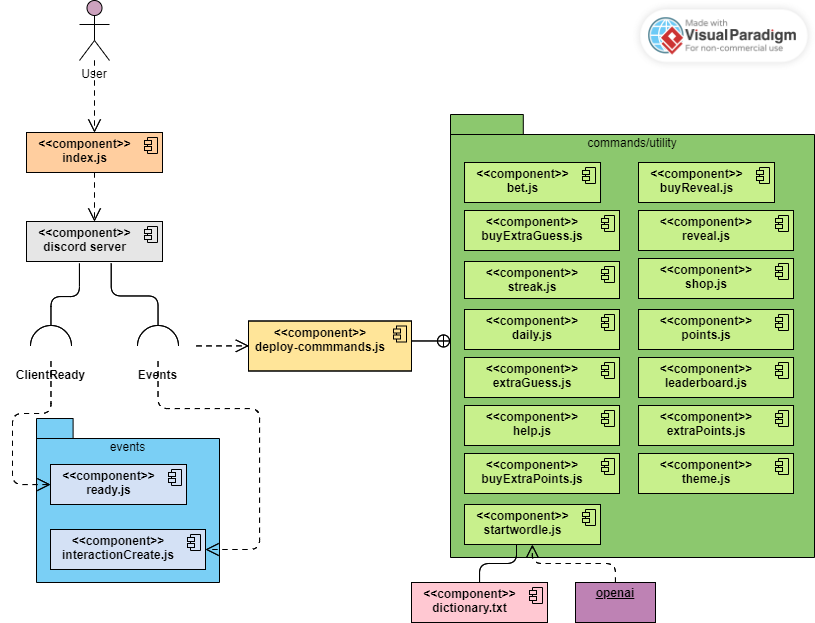 Made with
Visual Paradigm
For non-commercial use
User
<<component>>
index.js
<<component>>
discord server
ClientReady
Events
<<component>>
deploy-commmands.js
events
<<component>>
ready.js
<<component>>
interactionCreate.js
commands/utility
<<component>>
bet.js
<<component>>
buyReveal.js
<<component>>
buyExtraGuess.js
<<component>>
reveal.js
<<component>>
streak.js
<<component>>
shop.js
<<component>>
daily.js
<<component>>
points.js
<<component>>
extraGuess.js
<<component>>
leaderboard.js
<<component>>
help.js
<<component>>
extraPoints.js
<<component>>
buyExtraPoints.js
<<component>>
theme.js
<<component>>
startwordle.js
<<component>>
dictionary.txt
openai